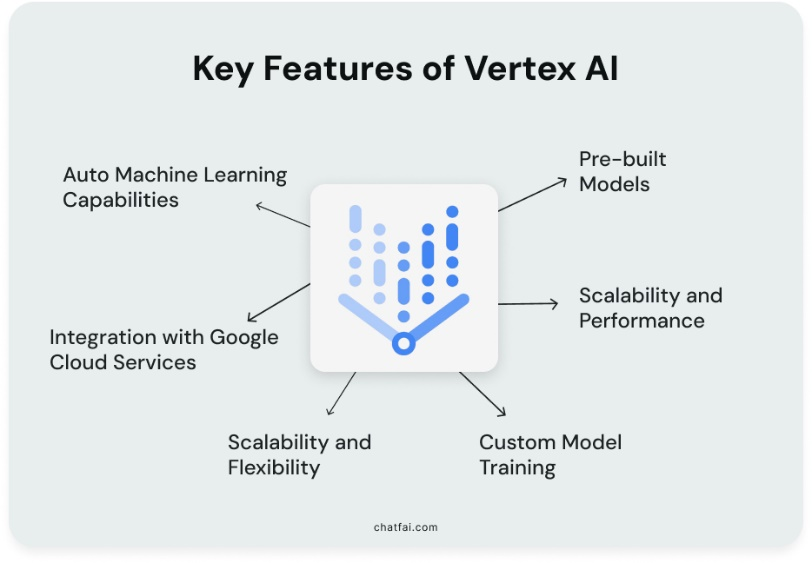 Key Features of Vertex AI
Auto Machine Learning
Capabilities
Pre-built
Models
Integration with Google
Cloud Services
Scalability and
Performance
Scalability and
Flexibility
Custom Model
Training
chatfai.com